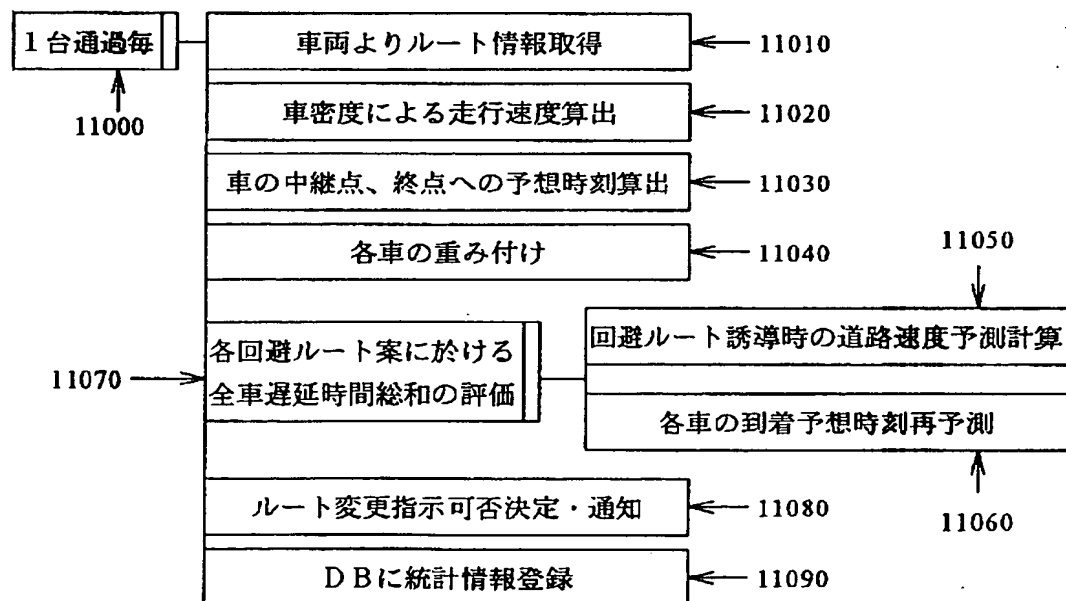 1台通過毎
11000
車両よりルート情報取得
11010
車密度による走行速度算出
11020
車の中継点、終点への予想時刻算出
11030
各車の重み付け
11040
11050
各回避ルート案に於ける
全車遅延時間総和の評価
11070
回避ルート誘導時の道路速度予測計算
各車の到着予想時刻再予測
11060
ルート変更指示可否決定・通知
11080
DBに統計情報登録
11090